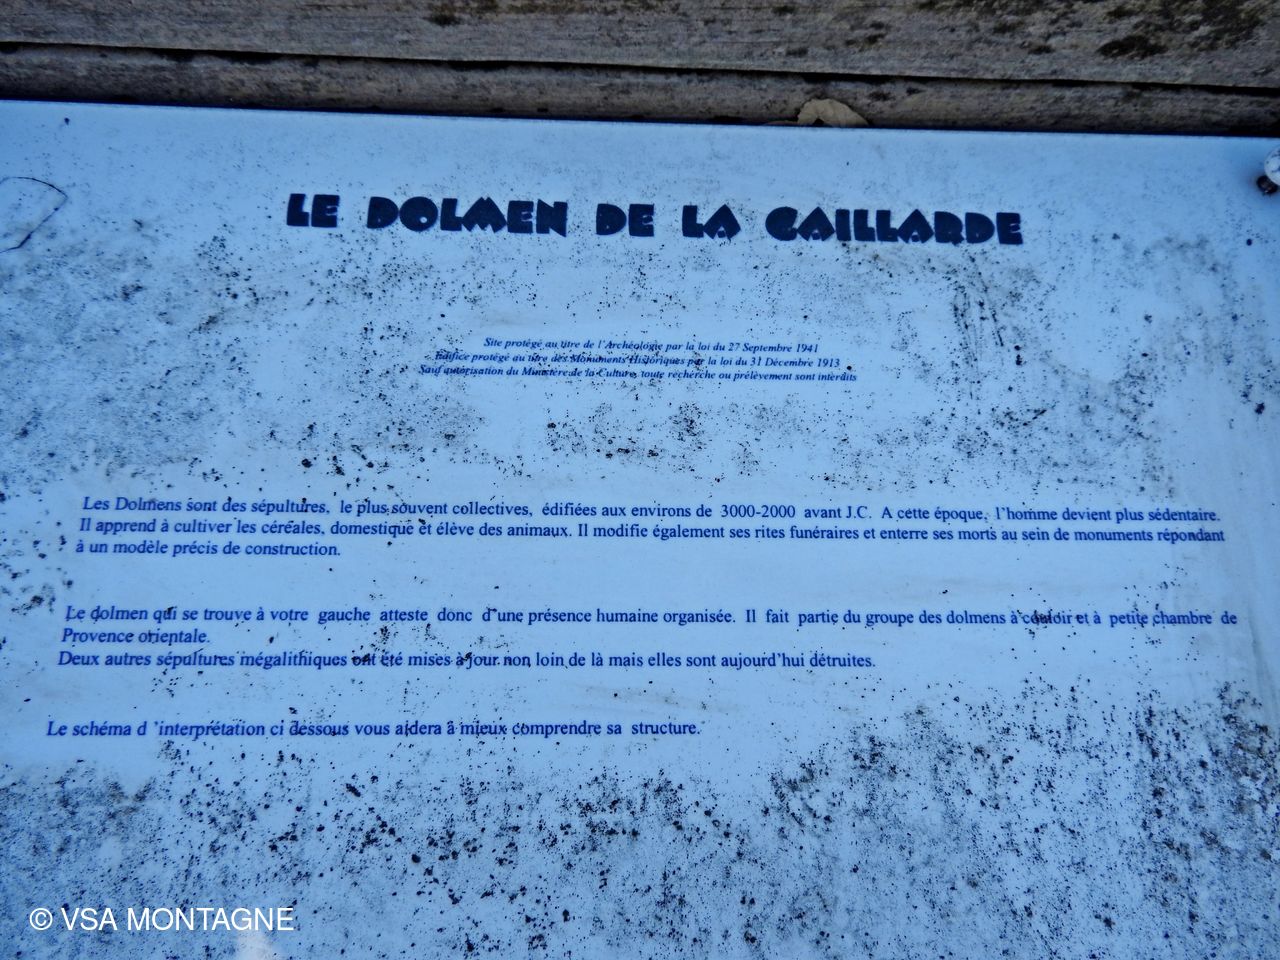 LE DOLMEN DE LA GAILLARDE
Site protégé au titre de l'Archéologie par la loi du 27 Septembre 1941
Edifice protégé au titre des Monuments Historiques par la loi du 31 Décembre 1913
Sauf autorisation du Ministère de la Culture, toute recherche ou prélèvement sont interdits
Les Dolmens sont des sépultures, le plus souvent collectives, édifiées aux environs de 3000-2000 avant J.C. A cette époque, l'homme devient plus sédentaire.
Il apprend à cultiver les céréales, domestique et élève des animaux. Il modifie également ses rites funéraires et enterre ses morts au sein de monuments répondant
à un modèle précis de construction.
Le dolmen qui se trouve à votre gauche atteste donc d'une présence humaine organisée. Il fait partie du groupe des dolmens à couloir et à petite chambre de
Provence orientale.
Deux autres sépultures mégalithiques ont été mises à jour non loin de là mais elles sont aujourd'hui détruites.
Le schéma d 'interprétation ci dessous vous aidera à mieux comprendre sa structure.
© VSA MONTAGNE